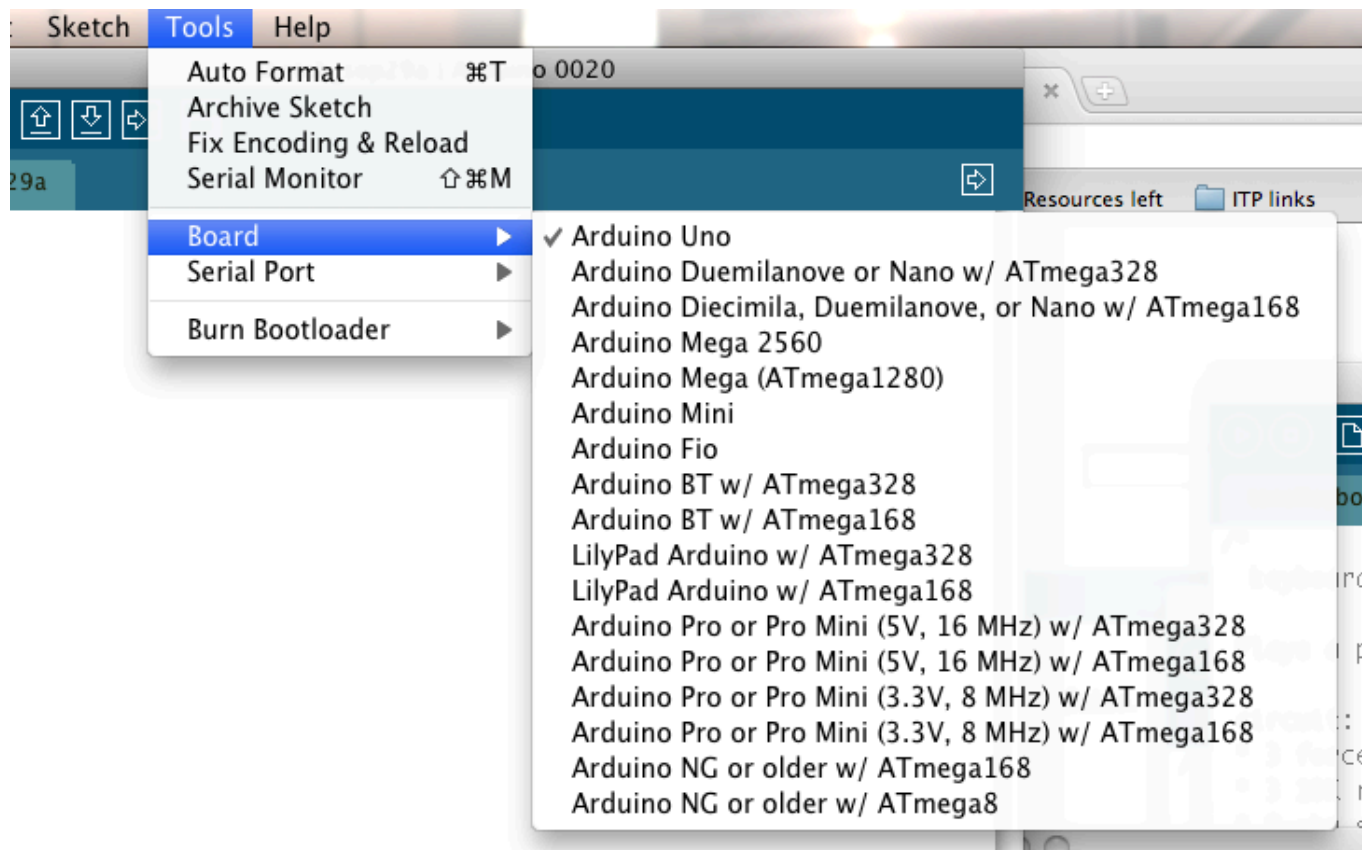 Sketch Tools Help
Auto Format ⌘T
o 0020
Archive Sketch
Fix Encoding & Reload
Serial Monitor ⇧⌘M
29a
Resources left ITP links
Board
✓ Arduino Uno
Serial Port
Arduino Duemilanove or Nano w/ ATmega328
Arduino Diecimila, Duemilanove, or Nano w/ ATmega168
Burn Bootloader
Arduino Mega 2560
Arduino Mega (ATmega1280)
Arduino Mini
Arduino Fio
Arduino BT w/ ATmega328
Arduino BT w/ ATmega168
LilyPad Arduino w/ ATmega328
LilyPad Arduino w/ ATmega168
Arduino Pro or Pro Mini (5V, 16 MHz) w/ ATmega328
Arduino Pro or Pro Mini (5V, 16 MHz) w/ ATmega168
Arduino Pro or Pro Mini (3.3V, 8 MHz) w/ ATmega328
Arduino Pro or Pro Mini (3.3V, 8 MHz) w/ ATmega168
Arduino NG or older w/ ATmega168
Arduino NG or older w/ ATmega8